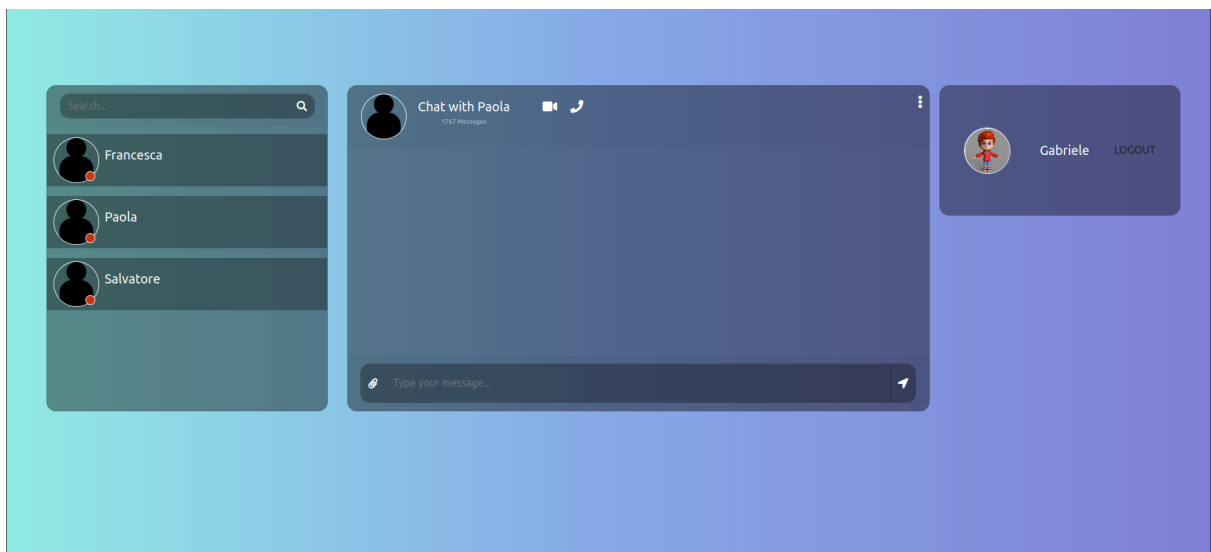 Search...
Francesca
Paola
Salvatore
Chat with Paola
1767 Messages
Type your message...
Gabriele
LOGOUT